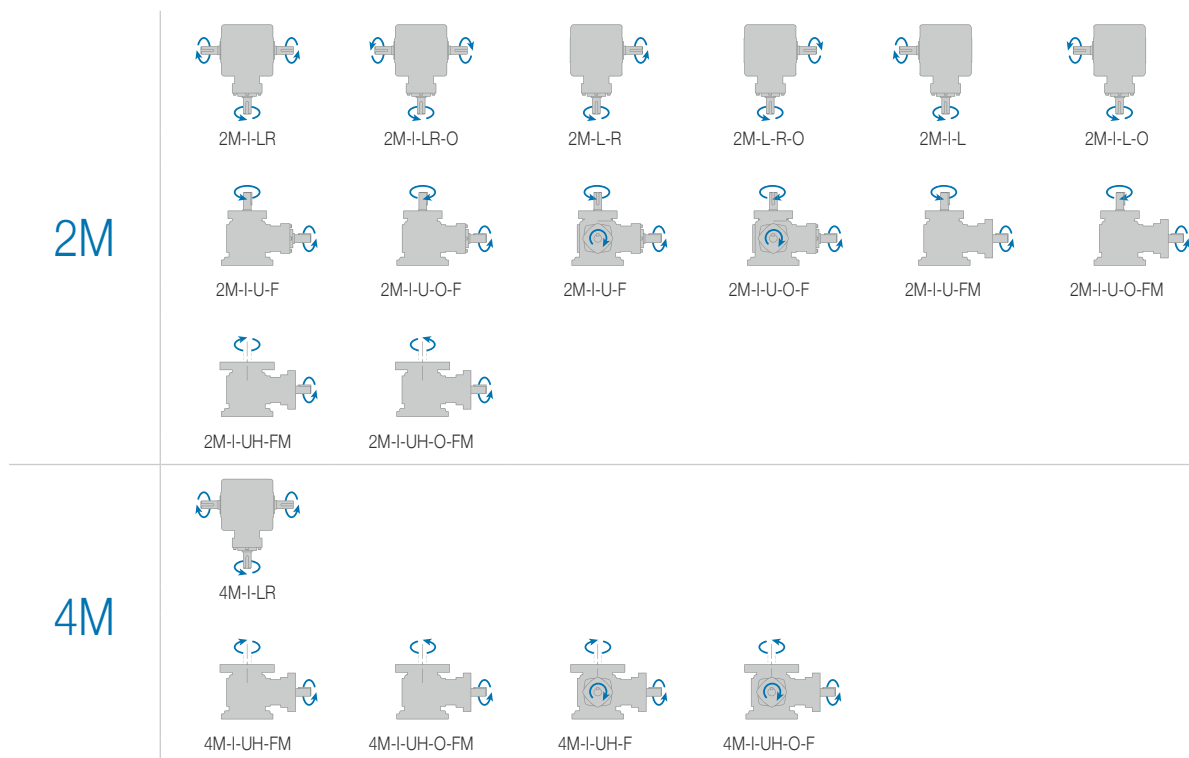 2M
2M-I-LR
2M-I-LR-O
2M-L-R
2M-L-R-O
2M-I-L
2M-I-L-O
2M-I-U-F
2M-I-U-O-F
2M-I-U-F
2M-I-U-O-F
2M-I-U-FM
2M-I-U-O-FM
2M-I-UH-FM
2M-I-UH-O-FM
4M
4M-I-LR
4M-I-UH-FM
4M-I-UH-O-FM
4M-I-UH-F
4M-I-UH-O-F